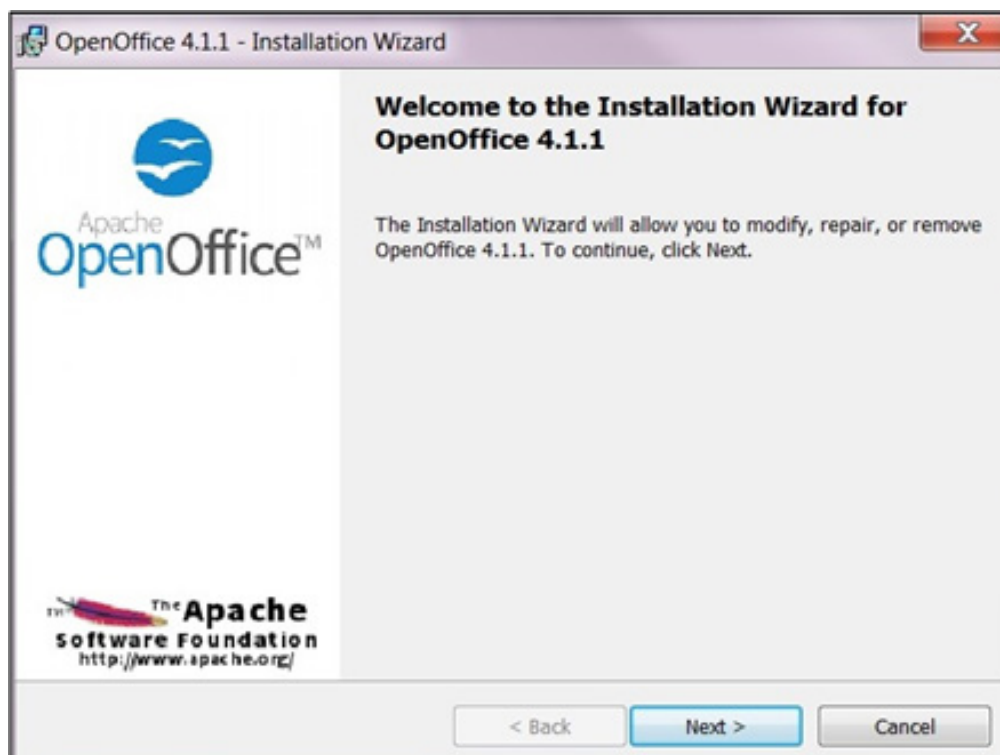 OpenOffice 4.1.1 - Installation Wizard
X
Welcome to the Installation Wizard for
OpenOffice 4.1.1
The Installation Wizard will allow you to modify, repair, or remove
OpenOffice 4.1.1. To continue, click Next.
Apache
OpenOffice™
The Apache
Software Foundation
http://www.apache.org/
< Back
Next >
Cancel